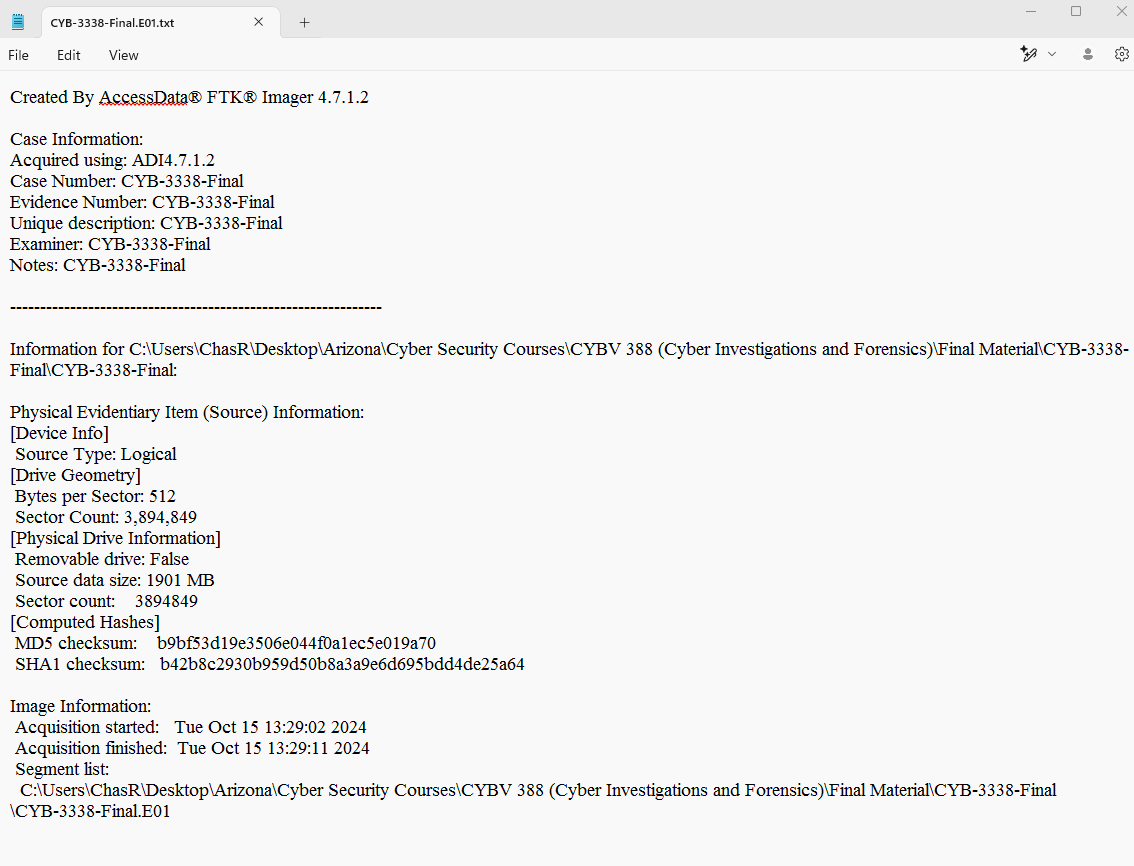 CYB-3338-Final.E01.txt
File Edit View
Created By AccessData® FTK® Imager 4.7.1.2
Case Information:
Acquired using: ADI4.7.1.2
Case Number: CYB-3338-Final
Evidence Number: CYB-3338-Final
Unique description: CYB-3338-Final
Examiner: CYB-3338-Final
Notes: CYB-3338-Final
--------------------------------------------------------------
Information for C:\Users\ChasR\Desktop\Arizona\Cyber Security Courses\CYBV 388 (Cyber Investigations and Forensics)\Final Material\CYB-3338-
Final\CYB-3338-Final:
Physical Evidentiary Item (Source) Information:
[Device Info]
Source Type: Logical
[Drive Geometry]
Bytes per Sector: 512
Sector Count: 3,894,849
[Physical Drive Information]
Removable drive: False
Source data size: 1901 MB
Sector count: 3894849
[Computed Hashes]
MD5 checksum: b9bf53d19e3506e044f0a1ec5e019a70
SHA1 checksum: b42b8c2930b959d50b8a3a9e6d695bdd4de25a64
Image Information:
Acquisition started: Tue Oct 15 13:29:02 2024
Acquisition finished: Tue Oct 15 13:29:11 2024
Segment list:
C:\Users\ChasR\Desktop\Arizona\Cyber Security Courses\CYBV 388 (Cyber Investigations and Forensics)\Final Material\CYB-3338-Final
\CYB-3338-Final.E01